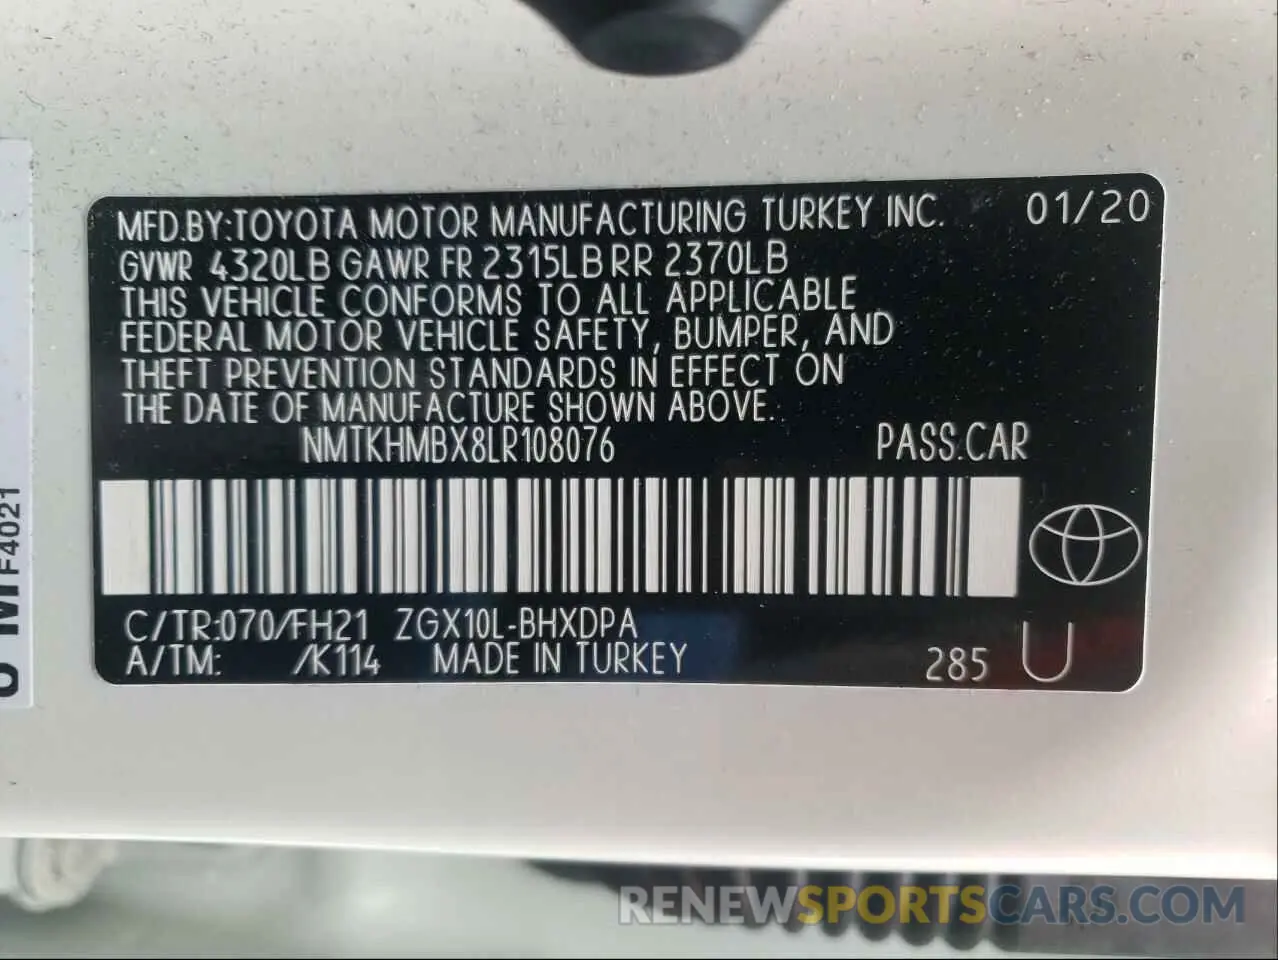 MFD.BY:TOYOTA MOTOR MANUFACTURING TURKEY INC. 01/20
GVWR 4320LB GAWR FR 2315LB RR 2370LB
THIS VEHICLE CONFORMS TO ALL APPLICABLE
FEDERAL MOTOR VEHICLE SAFETY, BUMPER, AND
THEFT PREVENTION STANDARDS IN EFFECT ON
THE DATE OF MANUFACTURE SHOWN ABOVE.
NMTKHMBX8LR108076 PASS.CAR
C/TR:070/FH21 ZGX10L-BHXDPA
A/TM: /K114 MADE IN TURKEY 285 U
F4021
RENEWSPORTSCARS.COM